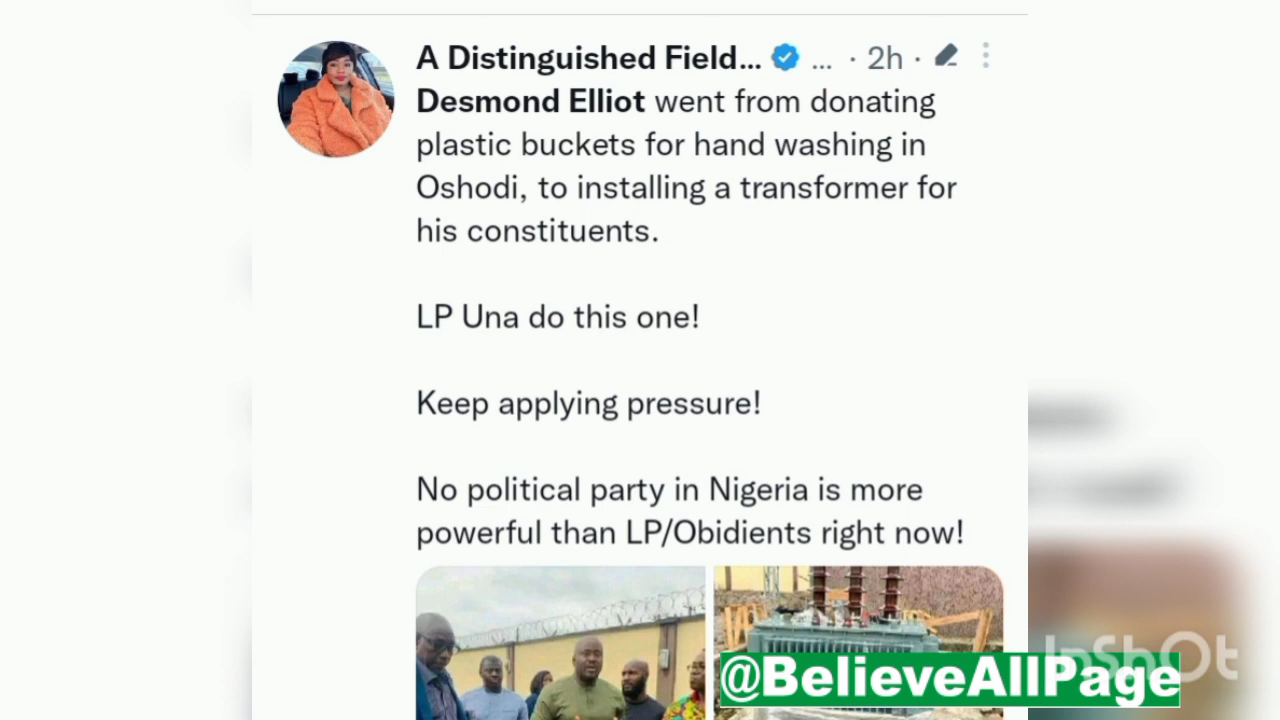 A Distinguished Field... ... · 2h ·
Desmond Elliot went from donating
plastic buckets for hand washing in
Oshodi, to installing a transformer for
his constituents.
LP Una do this one!
Keep applying pressure!
No political party in Nigeria is more
powerful than LP/Obidients right now!
@BelieveAllPage
InShOt